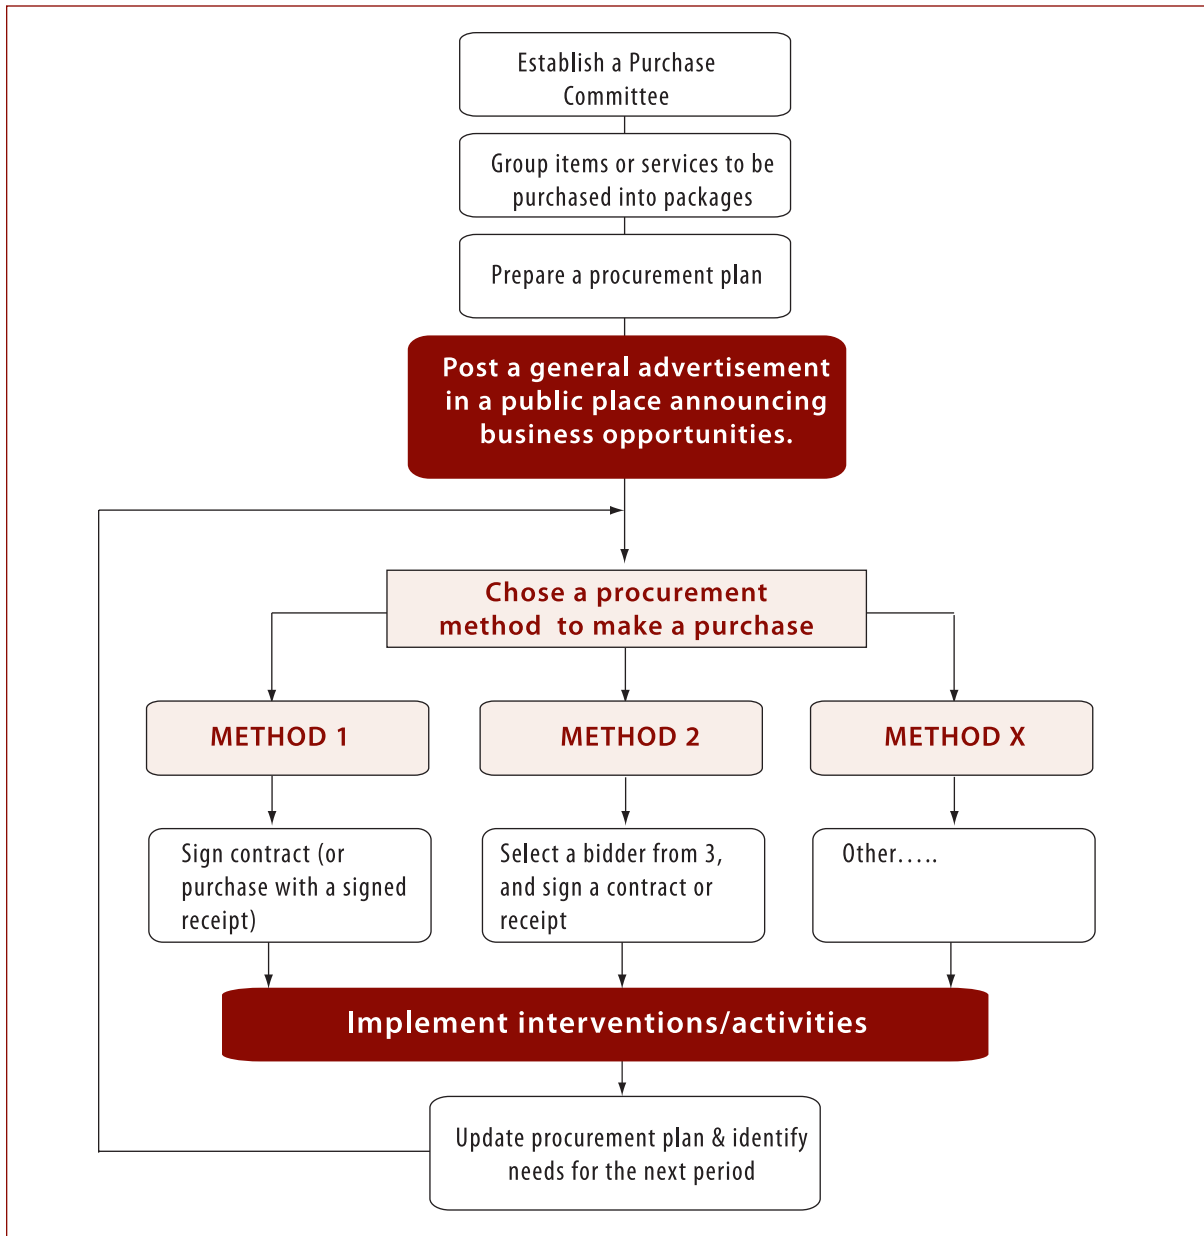 Establish a Purchase
Committee
Group items or services to be
purchased into packages
Prepare a procurement plan
Post a general advertisement
in a public place announcing
business opportunities.
Chose a procurement
method to make a purchase
METHOD 1
METHOD 2
METHOD X
Sign contract (or
purchase with a signed
receipt)
Select a bidder from 3,
and sign a contract or
receipt
Other.....
Implement interventions/activities
Update procurement plan & identify
needs for the next period